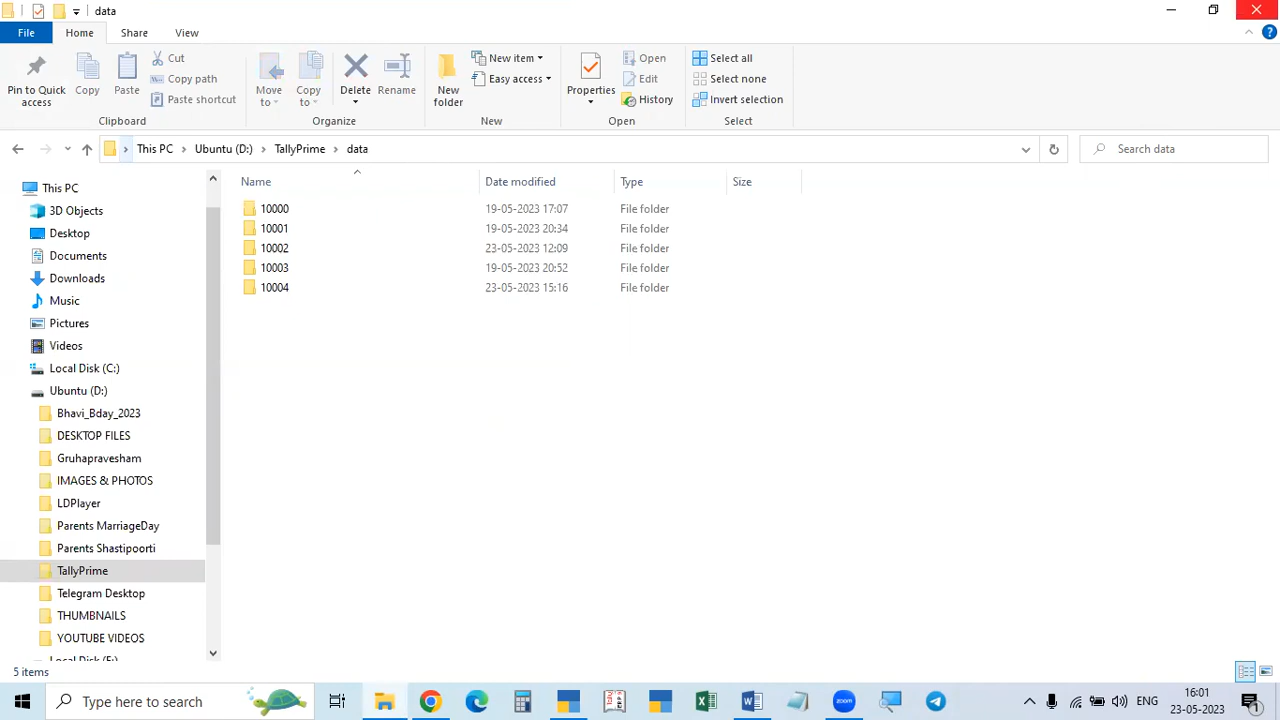 data
File Home Share View
Pin to Quick access
Copy
Paste
Cut
Copy path
Paste shortcut
Clipboard
Move to
Copy to
Delete
Rename
Organize
New folder
New item
Easy access
New
Properties
Open
Edit
History
Open
Select all
Select none
Invert selection
Select
This PC Ubuntu (D:) TallyPrime data
Search data
Name Date modified Type Size
10000 19-05-2023 17:07 File folder
10001 19-05-2023 20:34 File folder
10002 23-05-2023 12:09 File folder
10003 19-05-2023 20:52 File folder
10004 23-05-2023 15:16 File folder
This PC
3D Objects
Desktop
Documents
Downloads
Music
Pictures
Videos
Local Disk (C:)
Ubuntu (D:)
Bhavi_Bday_2023
DESKTOP FILES
Gruhapravesham
IMAGES & PHOTOS
LDPlayer
Parents MarriageDay
Parents Shastipoorti
TallyPrime
Telegram Desktop
THUMBNAILS
YOUTUBE VIDEOS
5 items
Type here to search
zoom
ENG
16:01
23-05-2023
1